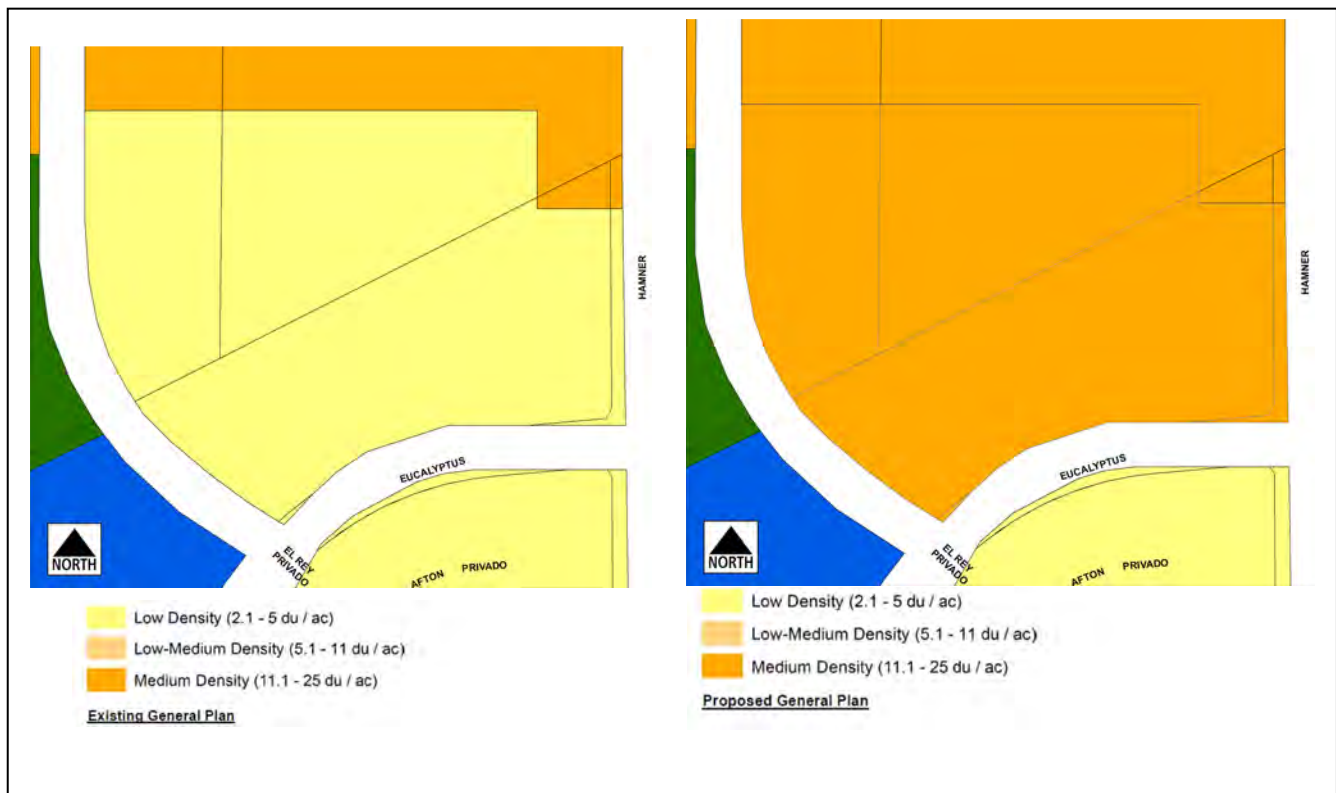 HAMNER
EUCALYPTUS
EL REY
PRIVADO
AFTON PRIVADO
NORTH
Low Density (2.1 - 5 du / ac)
Low-Medium Density (5.1 - 11 du / ac)
Medium Density (11.1 - 25 du / ac)
Existing General Plan
HAMNER
EUCALYPTUS
EL REY
PRIVADO
AFTON PRIVADO
NORTH
Low Density (2.1 - 5 du / ac)
Low-Medium Density (5.1 - 11 du / ac)
Medium Density (11.1 - 25 du / ac)
Proposed General Plan